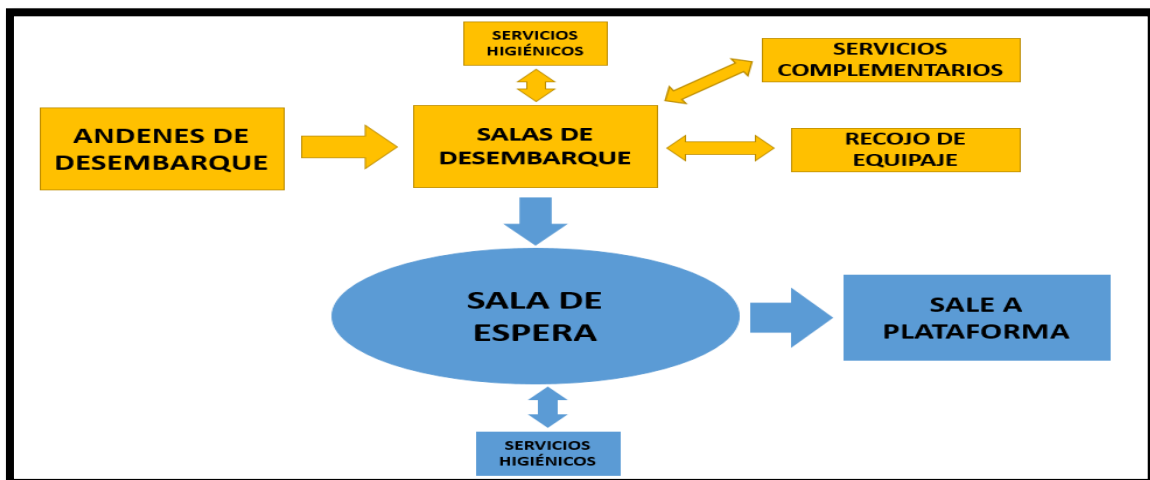 SERVICIOS
HIGIÉNICOS
SERVICIOS
COMPLEMENTARIOS
ANDENES DE
DESEMBARQUE
SALAS DE
DESEMBARQUE
RECOJO DE
EQUIPAJE
SALA DE
ESPERA
SALE A
PLATAFORMA
SERVICIOS
HIGIÉNICOS